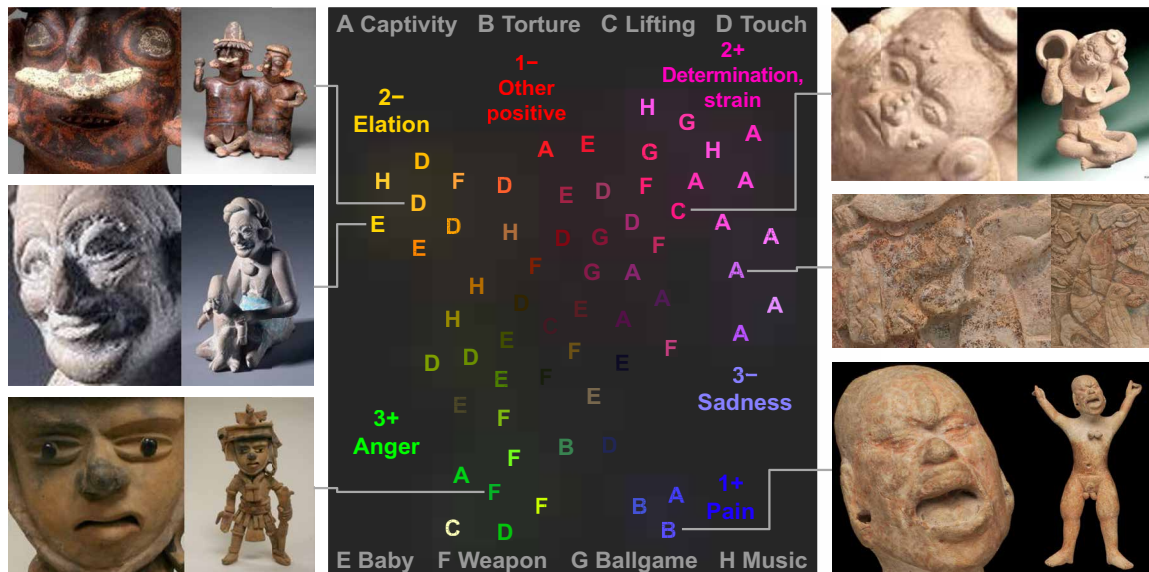 A Captivity B Torture C Lifting D Touch
1−
Other
positive
2+
Determination,
strain
2−
Elation
H
G
A
A E G H
D
H F D E D F A A
D C
E D H D G D F A A
E
F G A A
H D E A A
H C A A
E F F
D D E
E F
E E
3−
Sadness
3+
Anger
F
F B D
A
F F B A
1+
Pain
C D B
E Baby F Weapon G Ballgame H Music